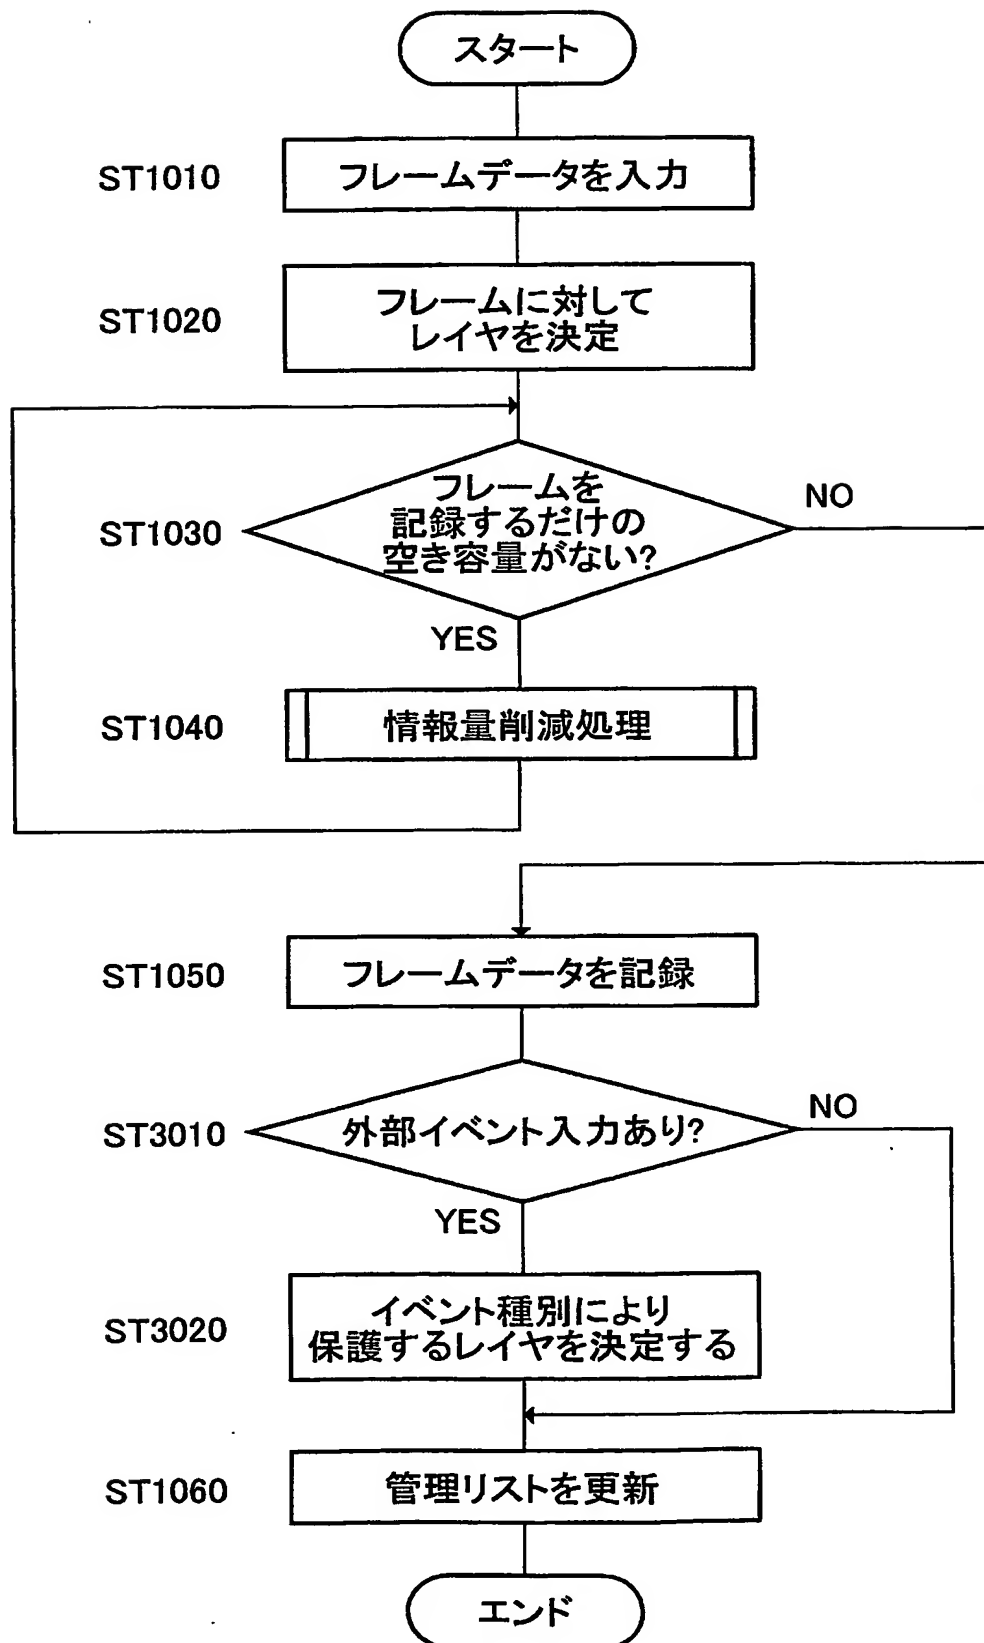 スタート
ST1010
フレームデータを入力
ST1020
フレームに対して
レイヤを決定
ST1030
フレームを
記録するだけの
空き容量がない?
NO
YES
ST1040
情報量削減処理
ST1050
フレームデータを記録
ST3010
外部イベント入力あり?
NO
YES
ST3020
イベント種別により
保護するレイヤを決定する
ST1060
管理リストを更新
エンド